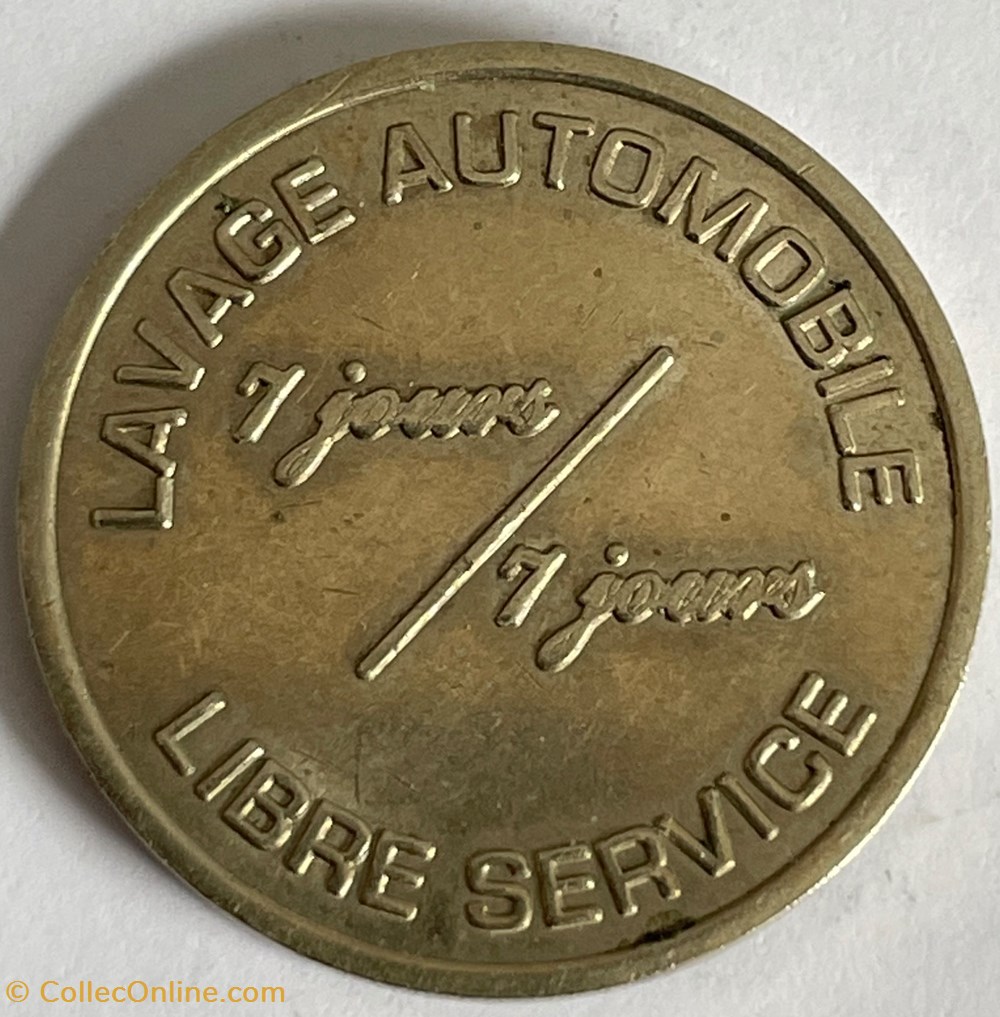 LAVAGE AUTOMOBILE
7 jours
/
7 jours
LIBRE SERVICE
© CollecOnline.com